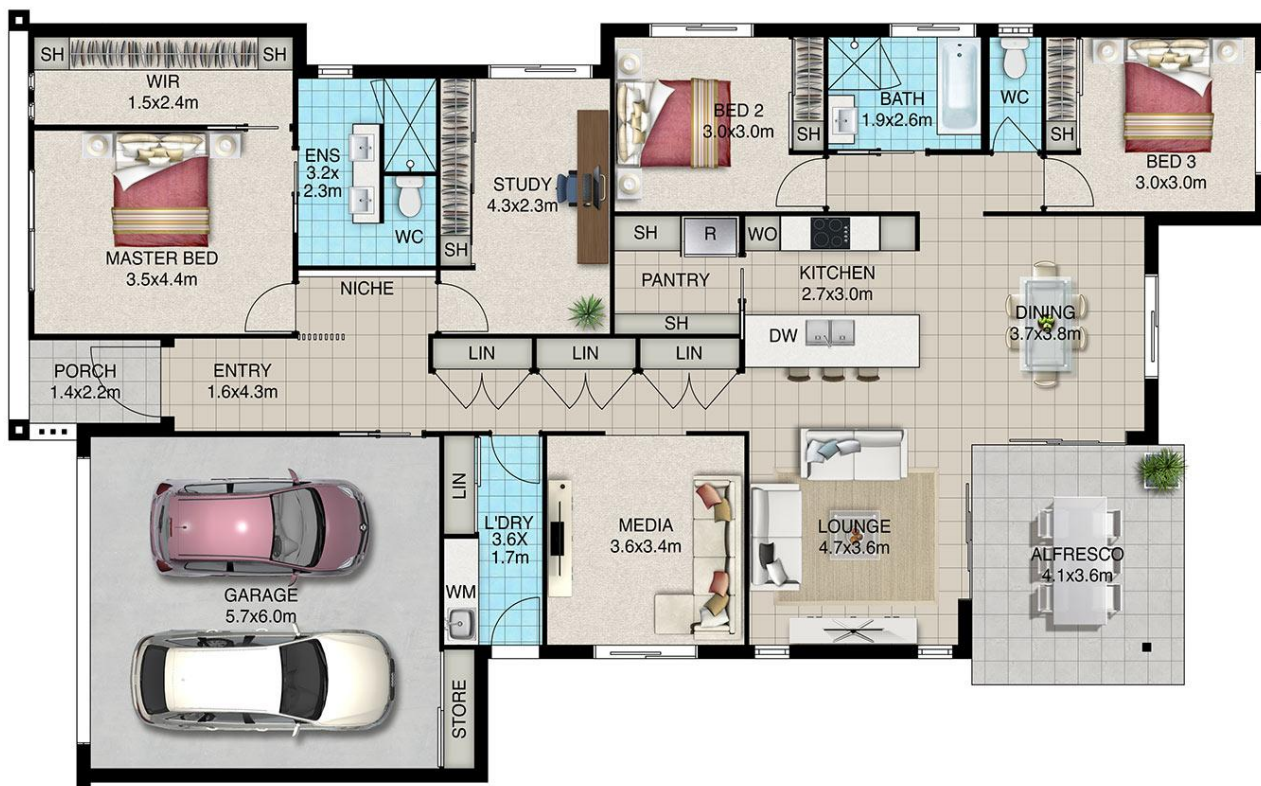 SH
SH
WIR
1.5x2.4m
MASTER BED
3.5x4.4m
ENS
3.2x
2.3m
WC
SH
STUDY
4.3x2.3m
NICHE
BED 2
3.0x3.0m
SH
BATH
1.9x2.6m
WC
SH
BED 3
3.0x3.0m
SH
R
WO
PANTRY
SH
KITCHEN
2.7x3.0m
DW
DINING
3.7x3.8m
PORCH
1.4x2.2m
ENTRY
1.6x4.3m
LIN
LIN
LIN
GARAGE
5.7x6.0m
LIN
WM
L'DRY
3.6X
1.7m
STORE
MEDIA
3.6x3.4m
LOUNGE
4.7x3.6m
ALFRESCO
4.1x3.6m